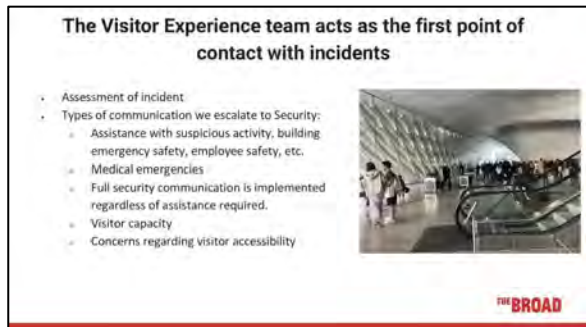 The Visitor Experience team acts as the first point of
contact with incidents
Assessment of incident
Types of communication we escalate to Security:
Assistance with suspicious activity, building
emergency safety, employee safety, etc.
Medical emergencies
Full security communication is implemented
regardless of assistance required.
Visitor capacity
Concerns regarding visitor accessibility
THE BROAD